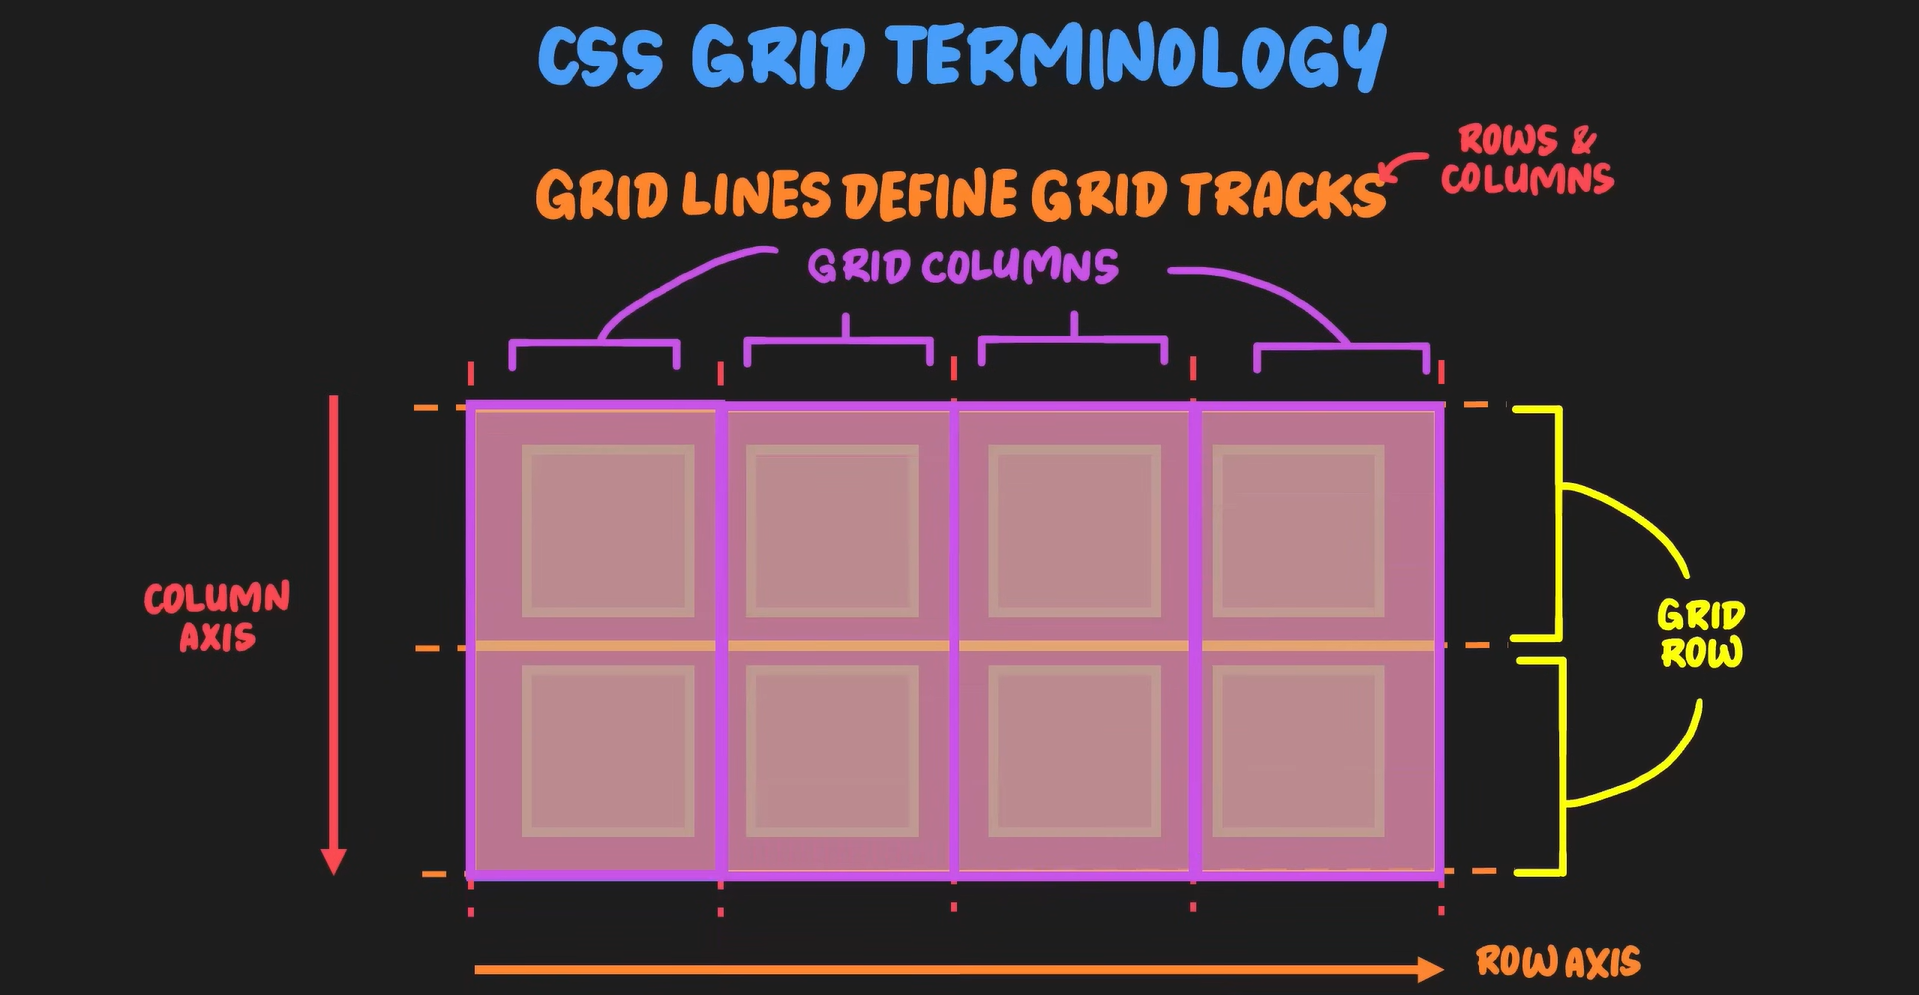 CSS GRID TERMINOLOGY
ROWS &
COLUMNS
GRID LINES DEFINE GRID TRACKS
GRID COLUMNS
COLUMN
AXIS
GRID
ROW
ROW AXIS